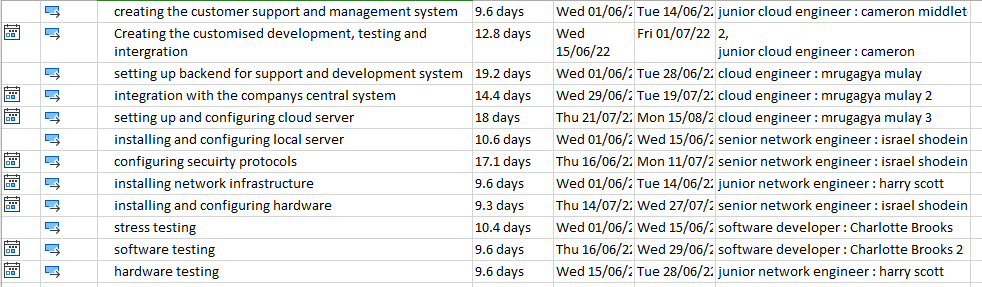 creating the customer support and management system 9.6 days Wed 01/06/2 Tue 14/06/22 junior cloud engineer : cameron middlet
Creating the customised development, testing and 12.8 days Wed Fri 01/07/22 2,
intergration 15/06/22 junior cloud engineer : cameron
setting up backend for support and development system 19.2 days Wed 01/06/2 Tue 28/06/22 cloud engineer : mrugagya mulay
integration with the companys central system 14.4 days Wed 29/06/2 Tue 19/07/22 cloud engineer : mrugagya mulay 2
setting up and configuring cloud server 18 days Thu 21/07/22 Mon 15/08/2 cloud engineer : mrugagya mulay 3
installing and configuring local server 10.6 days Wed 01/06/2 Wed 15/06/2 senior network engineer : israel shodein
configuring secuirty protocols 17.1 days Thu 16/06/22 Mon 11/07/2 senior network engineer : israel shodein
installing network infrastructure 9.6 days Wed 01/06/2 Tue 14/06/22 junior network engineer : harry scott
installing and configuring hardware 9.3 days Thu 14/07/22 Wed 27/07/2 senior network engineer : israel shodein
stress testing 10.4 days Wed 01/06/2 Wed 15/06/2 software developer : Charlotte Brooks
software testing 9.6 days Thu 16/06/22 Wed 29/06/2 software developer : Charlotte Brooks 2
hardware testing 9.6 days Wed 15/06/2 Tue 28/06/22 junior network engineer : harry scott